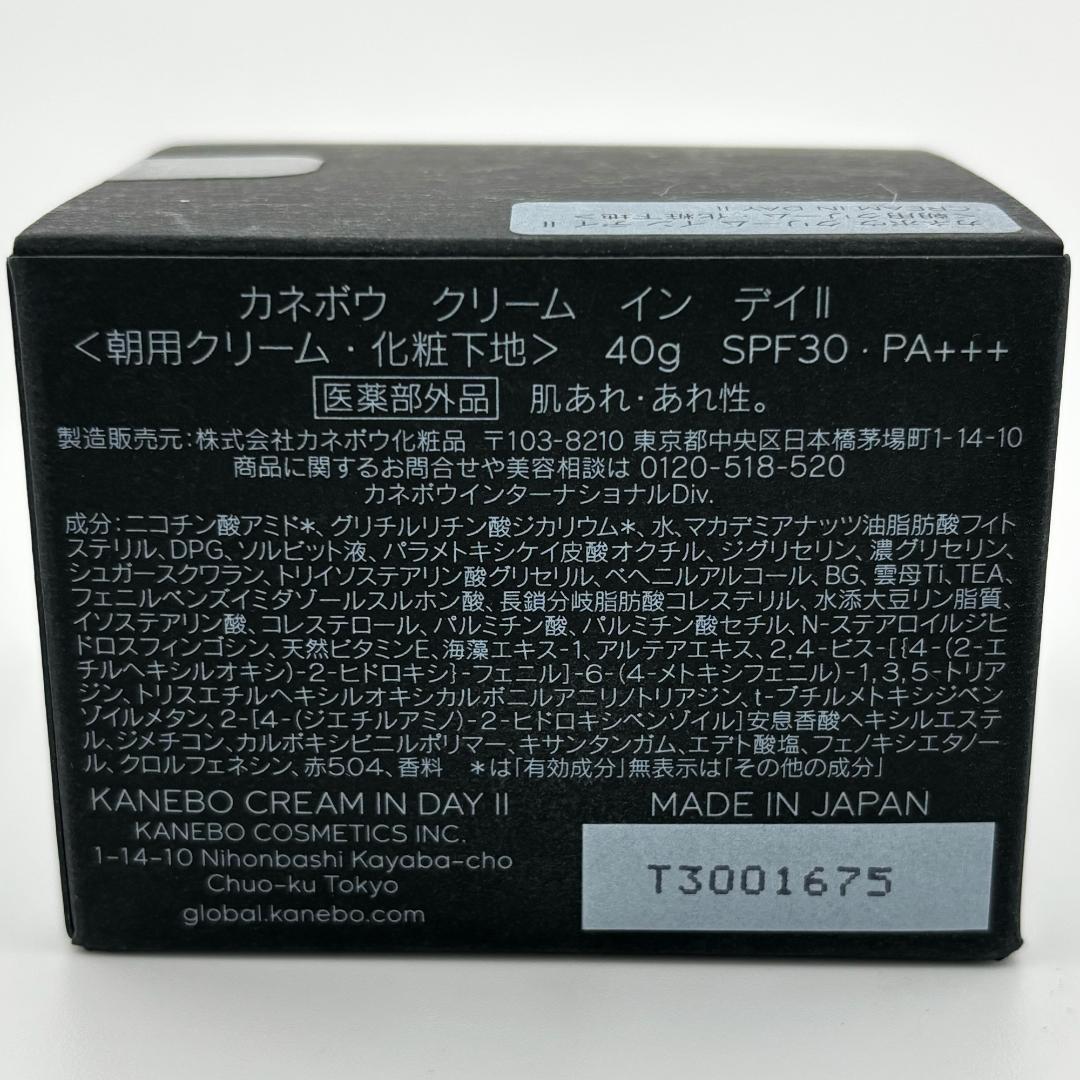 カネボウ クリーム イン デイⅡ
CREAM IN DAY Ⅱ
<朝用クリーム・化粧下地>
カネボウ クリーム イン デイⅡ
<朝用クリーム・化粧下地> 40g SPF30・PA+++
医薬部外品 肌あれ・あれ性。
製造販売元:株式会社カネボウ化粧品 〒103-8210 東京都中央区日本橋茅場町1-14-10
商品に関するお問合せや美容相談は 0120-518-520
カネボウインターナショナルDiv.
成分:ニコチン酸アミド*、グリチルリチン酸ジカリウム*、水、マカデミアナッツ油脂肪酸フィト
ステリル、DPG、ソルビット液、パラメトキシケイ皮酸オクチル、ジグリセリン、濃グリセリン、
シュガースクワラン、トリイソステアリン酸グリセリル、ベヘニルアルコール、BG、雲母Ti、TEA、
フェニルベンズイミダゾールスルホン酸、長鎖分岐脂肪酸コレステリル、水添大豆リン脂質、
イソステアリン酸、コレステロール、パルミチン酸、パルミチン酸セチル、N-ステアロイルジヒ
ドロスフィンゴシン、天然ビタミンE、海藻エキス-1、アルテアエキス、2,4-ビス-[{4-(2-エ
チルヘキシルオキシ)-2-ヒドロキシ}-フェニル]-6-(4-メトキシフェニル)-1,3,5-トリア
ジン、トリスエチルヘキシルオキシカルボニルアニリノトリアジン、t-ブチルメトキシジベン
ゾイルメタン、2-[4-(ジエチルアミノ)-2-ヒドロキシベンゾイル]安息香酸ヘキシルエステ
ル、ジメチコン、カルボキシビニルポリマー、キサンタンガム、エデト酸塩、フェノキシエタノー
ル、クロルフェネシン、赤504、香料 *は「有効成分」無表示は「その他の成分」
KANEBO CREAM IN DAY Ⅱ
KANEBO COSMETICS INC.
1-14-10 Nihonbashi Kayaba-cho
Chuo-ku Tokyo
global.kanebo.com
MADE IN JAPAN
T3001675